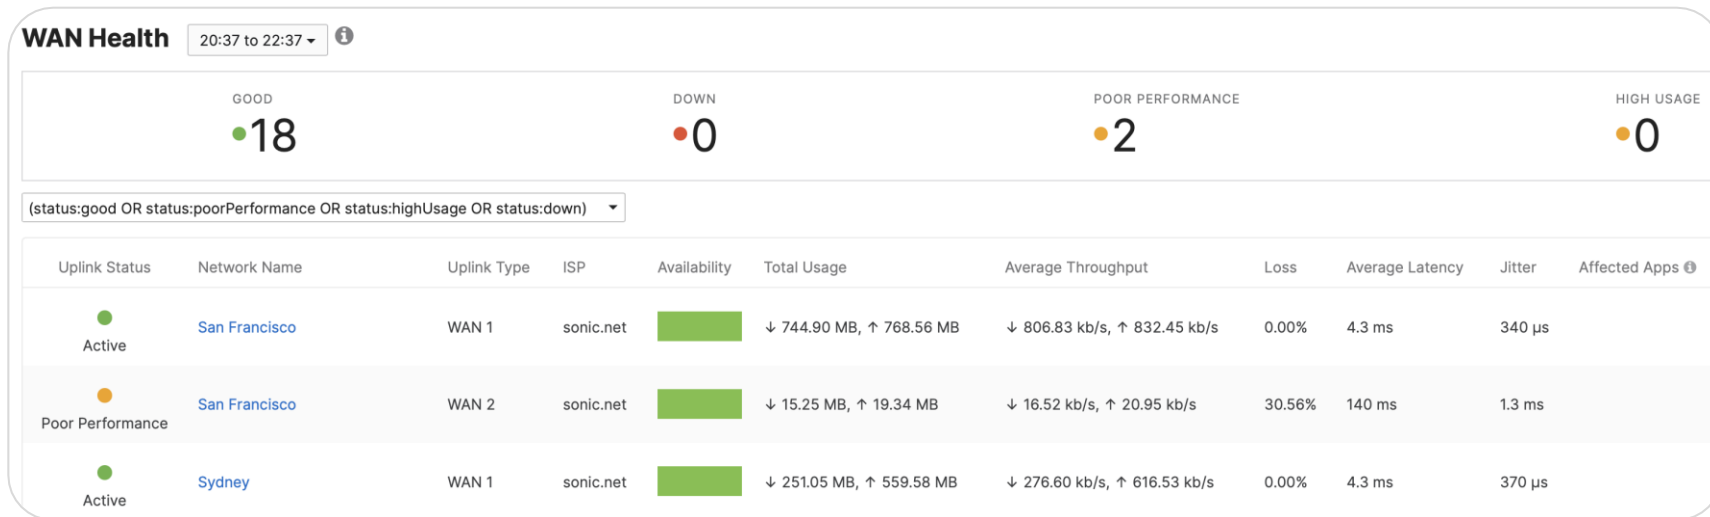 WAN Health 20:37 to 22:37
GOOD DOWN POOR PERFORMANCE HIGH USAGE
18 0 2 0
(status:good OR status:poorPerformance OR status:highUsage OR status:down)
Uplink Status Network Name Uplink Type ISP Availability Total Usage Average Throughput Loss Average Latency Jitter Affected Apps
Active San Francisco WAN 1 sonic.net ↓ 744.90 MB, ↑ 768.56 MB ↓ 806.83 kb/s, ↑ 832.45 kb/s 0.00% 4.3 ms 340 µs
Poor Performance San Francisco WAN 2 sonic.net ↓ 15.25 MB, ↑ 19.34 MB ↓ 16.52 kb/s, ↑ 20.95 kb/s 30.56% 140 ms 1.3 ms
Active Sydney WAN 1 sonic.net ↓ 251.05 MB, ↑ 559.58 MB ↓ 276.60 kb/s, ↑ 616.53 kb/s 0.00% 4.3 ms 370 µs